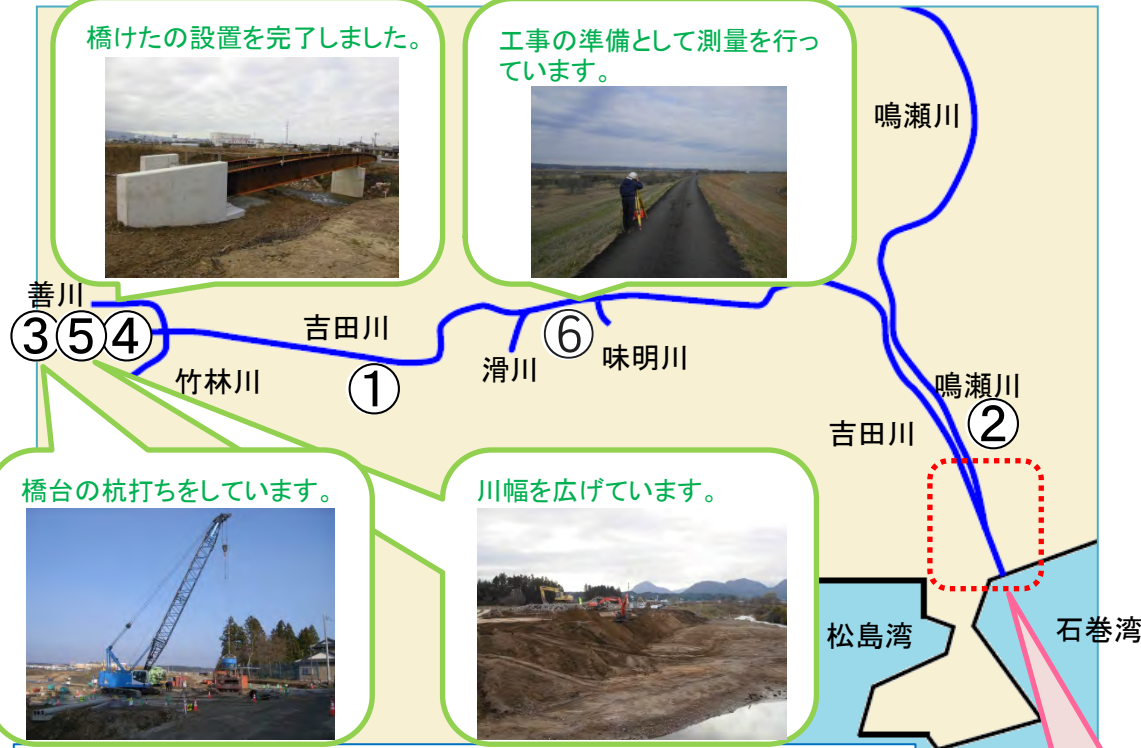 橋けたの設置を完了しました。
工事の準備として測量を行っ
ています。
鳴瀬川
善川
③⑤④
吉田川
⑥
滑川
味明川
竹林川
①
鳴瀬川
②
吉田川
橋台の杭打ちをしています。
川幅を広げています。
松島湾
石巻湾